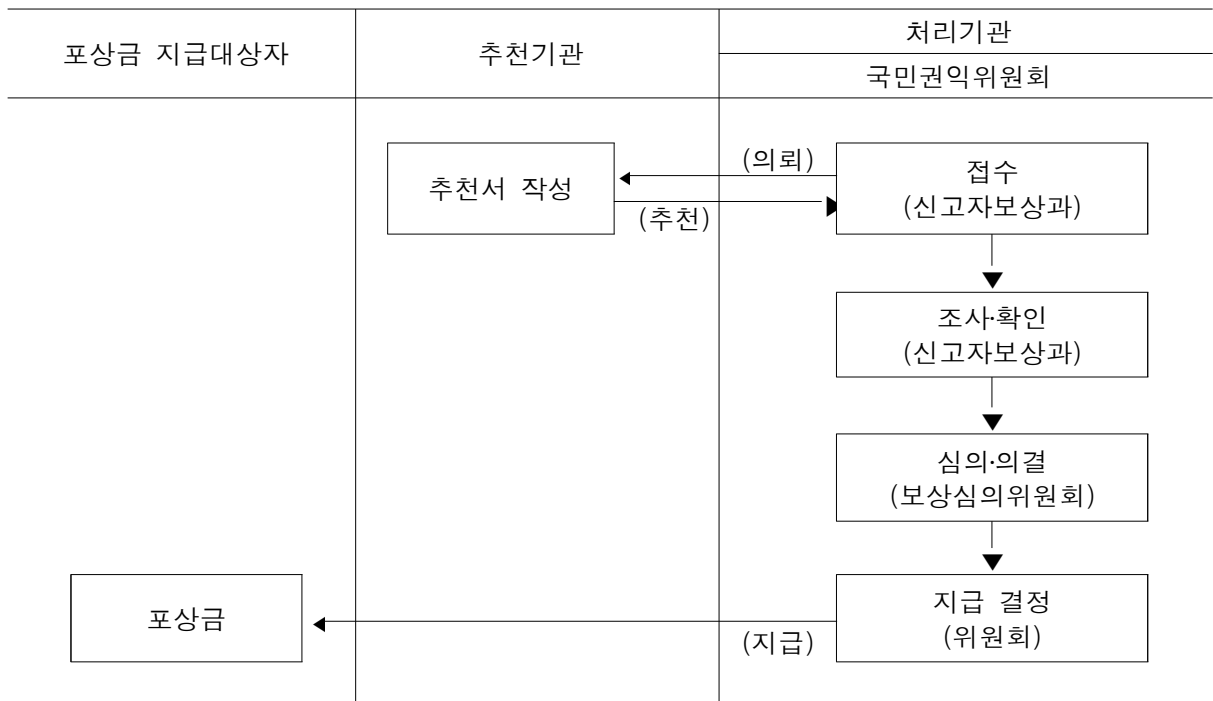 포상금 지급대상자
추천기관
처리기관
국민권익위원회
추천서 작성
(의뢰)
(추천)
접수
(신고자보상과)
조사·확인
(신고자보상과)
심의·의결
(보상심의위원회)
포상금
(지급)
지급 결정
(위원회)